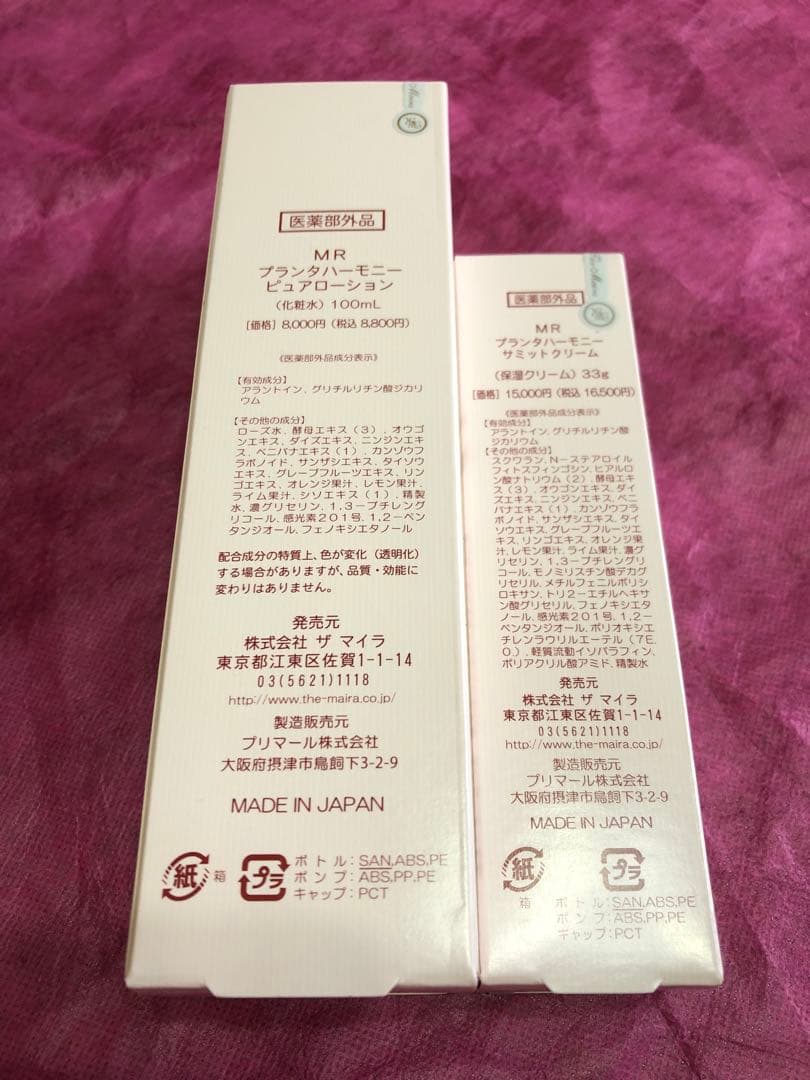 医薬部外品
MR
プランタハーモニー
ピュアローション
(化粧水) 100mL
[価格] 8,000円 (税込 8,800円)
《医薬部外品成分表示》
【有効成分】
アラントイン、グリチルリチン酸ジカリ
ウム
【その他の成分】
ローズ水、酵母エキス(3)、オウゴ
ンエキス、ダイズエキス、ニンジンエキ
ス、ベニバナエキス(1)、カンゾウフ
ラボノイド、サンザシエキス、タイソウ
エキス、グレープフルーツエキス、リン
ゴエキス、オレンジ果汁、レモン果汁、
ライム果汁、シソエキス(1)、精製
水、濃グリセリン、1,3-ブチレング
リコール、感光素201号、1,2-ペン
タンジオール、フェノキシエタノール
配合成分の特質上、色が変化(透明化)
する場合がありますが、品質・効能に
変わりはありません。
発売元
株式会社 ザ マイラ
東京都江東区佐賀1-1-14
03(5621)1118
http://www.the-maira.co.jp/
製造販売元
プリマール株式会社
大阪府摂津市鳥飼下3-2-9
MADE IN JAPAN
紙 箱
プラ
ボトル:SAN,ABS,PE
ポンプ:ABS,PP,PE
キャップ:PCT
医薬部外品
MR
プランタハーモニー
サミットクリーム
(保湿クリーム) 33g
[価格] 15,000円 (税込 16,500円)
《医薬部外品成分表示》
【有効成分】
アラントイン、グリチルリチン酸
ジカリウム
【その他の成分】
スクワラン、N-ステアロイル
フィトスフィンゴシン、ヒアルロ
ン酸ナトリウム(2)、酵母エキ
ス(3)、オウゴンエキス、ダイ
ズエキス、ニンジンエキス、ベニ
バナエキス(1)、カンゾウフラ
ボノイド、サンザシエキス、タイ
ソウエキス、グレープフルーツエ
キス、リンゴエキス、オレンジ果
汁、レモン果汁、ライム果汁、濃グ
リセリン、1,3-ブチレングリ
コール、モノミリスチン酸デカグ
リセリル、メチルフェニルポリシ
ロキサン、トリ2-エチルヘキサ
ン酸グリセリル、フェノキシエタ
ノール、感光素201号、1,2-
ペンタンジオール、ポリオキシエ
チレンラウリルエーテル(7E.
O.)、軽質流動イソパラフィン、
ポリアクリル酸アミド、精製水
発売元
株式会社 ザ マイラ
東京都江東区佐賀1-1-14
03(5621)1118
http://www.the-maira.co.jp/
製造販売元
プリマール株式会社
大阪府摂津市鳥飼下3-2-9
MADE IN JAPAN
紙
箱
プラ
ボトル:SAN,ABS,PE
ポンプ:ABS,PP,PE
キャップ:PCT